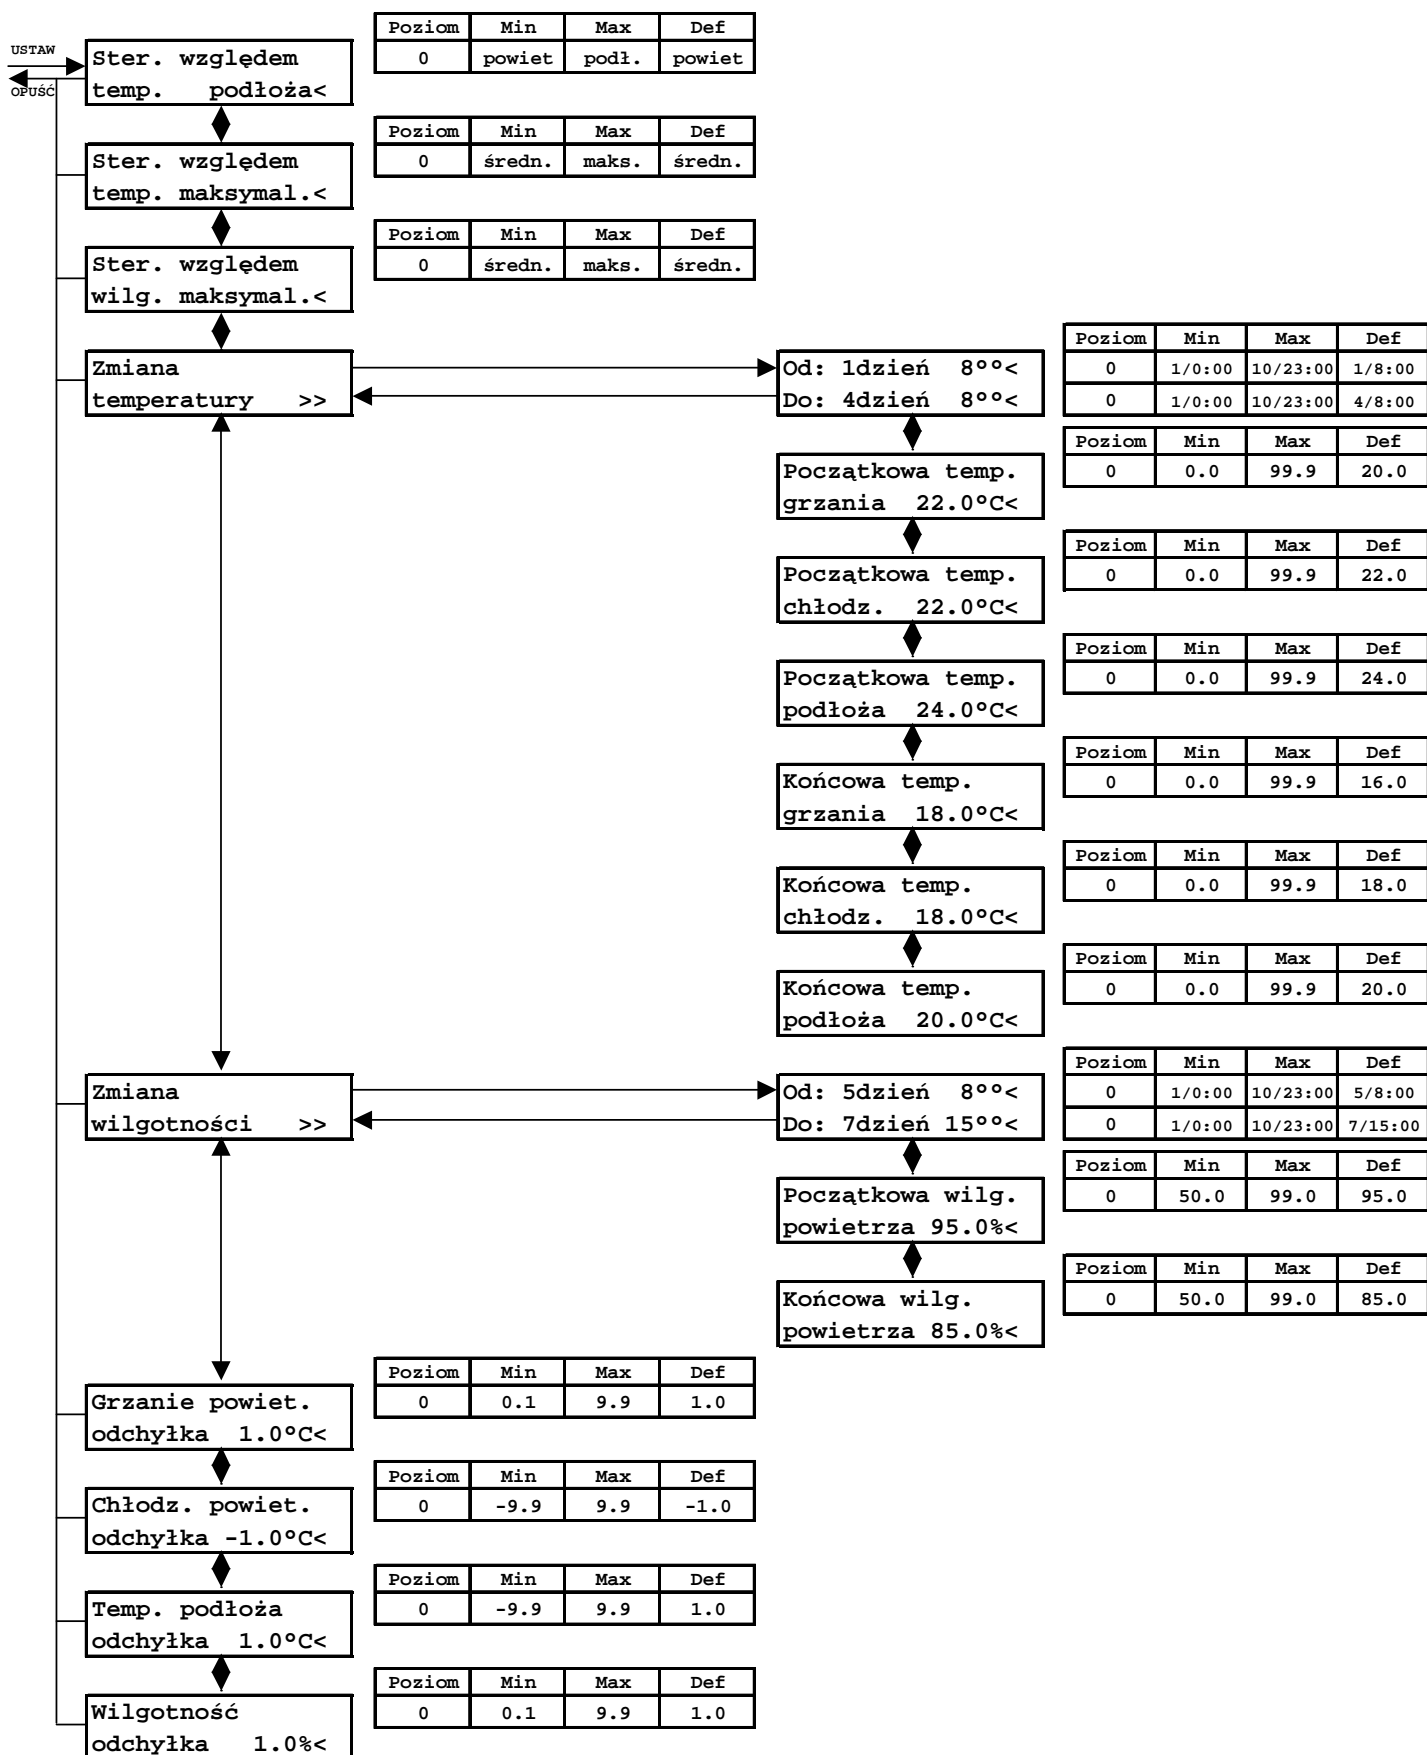 Poziom Min Max Def
0 powiet podł. powiet
USTAW
OPUŚĆ
Ster. względem
temp. podłoża<
Poziom Min Max Def
0 średn. maks. średn.
Ster. względem
temp. maksymal.<
Poziom Min Max Def
0 średn. maks. średn.
Ster. względem
wilg. maksymal.<
Zmiana
temperatury >>
Od: 1dzień 8ºº<
Do: 4dzień 8ºº<
Poziom Min Max Def
0 1/0:00 10/23:00 1/8:00
0 1/0:00 10/23:00 4/8:00
Początkowa temp.
grzania 22.0ºC<
Poziom Min Max Def
0 0.0 99.9 20.0
Początkowa temp.
chłodz. 22.0ºC<
Poziom Min Max Def
0 0.0 99.9 22.0
Początkowa temp.
podłoża 24.0ºC<
Poziom Min Max Def
0 0.0 99.9 24.0
Końcowa temp.
grzania 18.0ºC<
Poziom Min Max Def
0 0.0 99.9 16.0
Końcowa temp.
chłodz. 18.0ºC<
Poziom Min Max Def
0 0.0 99.9 18.0
Końcowa temp.
podłoża 20.0ºC<
Poziom Min Max Def
0 0.0 99.9 20.0
Zmiana
wilgotności >>
Od: 5dzień 8ºº<
Do: 7dzień 15ºº<
Poziom Min Max Def
0 1/0:00 10/23:00 5/8:00
0 1/0:00 10/23:00 7/15:00
Początkowa wilg.
powietrza 95.0%<
Poziom Min Max Def
0 50.0 99.0 95.0
Końcowa wilg.
powietrza 85.0%<
Poziom Min Max Def
0 50.0 99.0 85.0
Grzanie powiet.
odchyłka 1.0ºC<
Poziom Min Max Def
0 0.1 9.9 1.0
Chłodz. powiet.
odchyłka -1.0ºC<
Poziom Min Max Def
0 -9.9 9.9 -1.0
Temp. podłoża
odchyłka 1.0ºC<
Poziom Min Max Def
0 -9.9 9.9 1.0
Wilgotność
odchyłka 1.0%<
Poziom Min Max Def
0 0.1 9.9 1.0